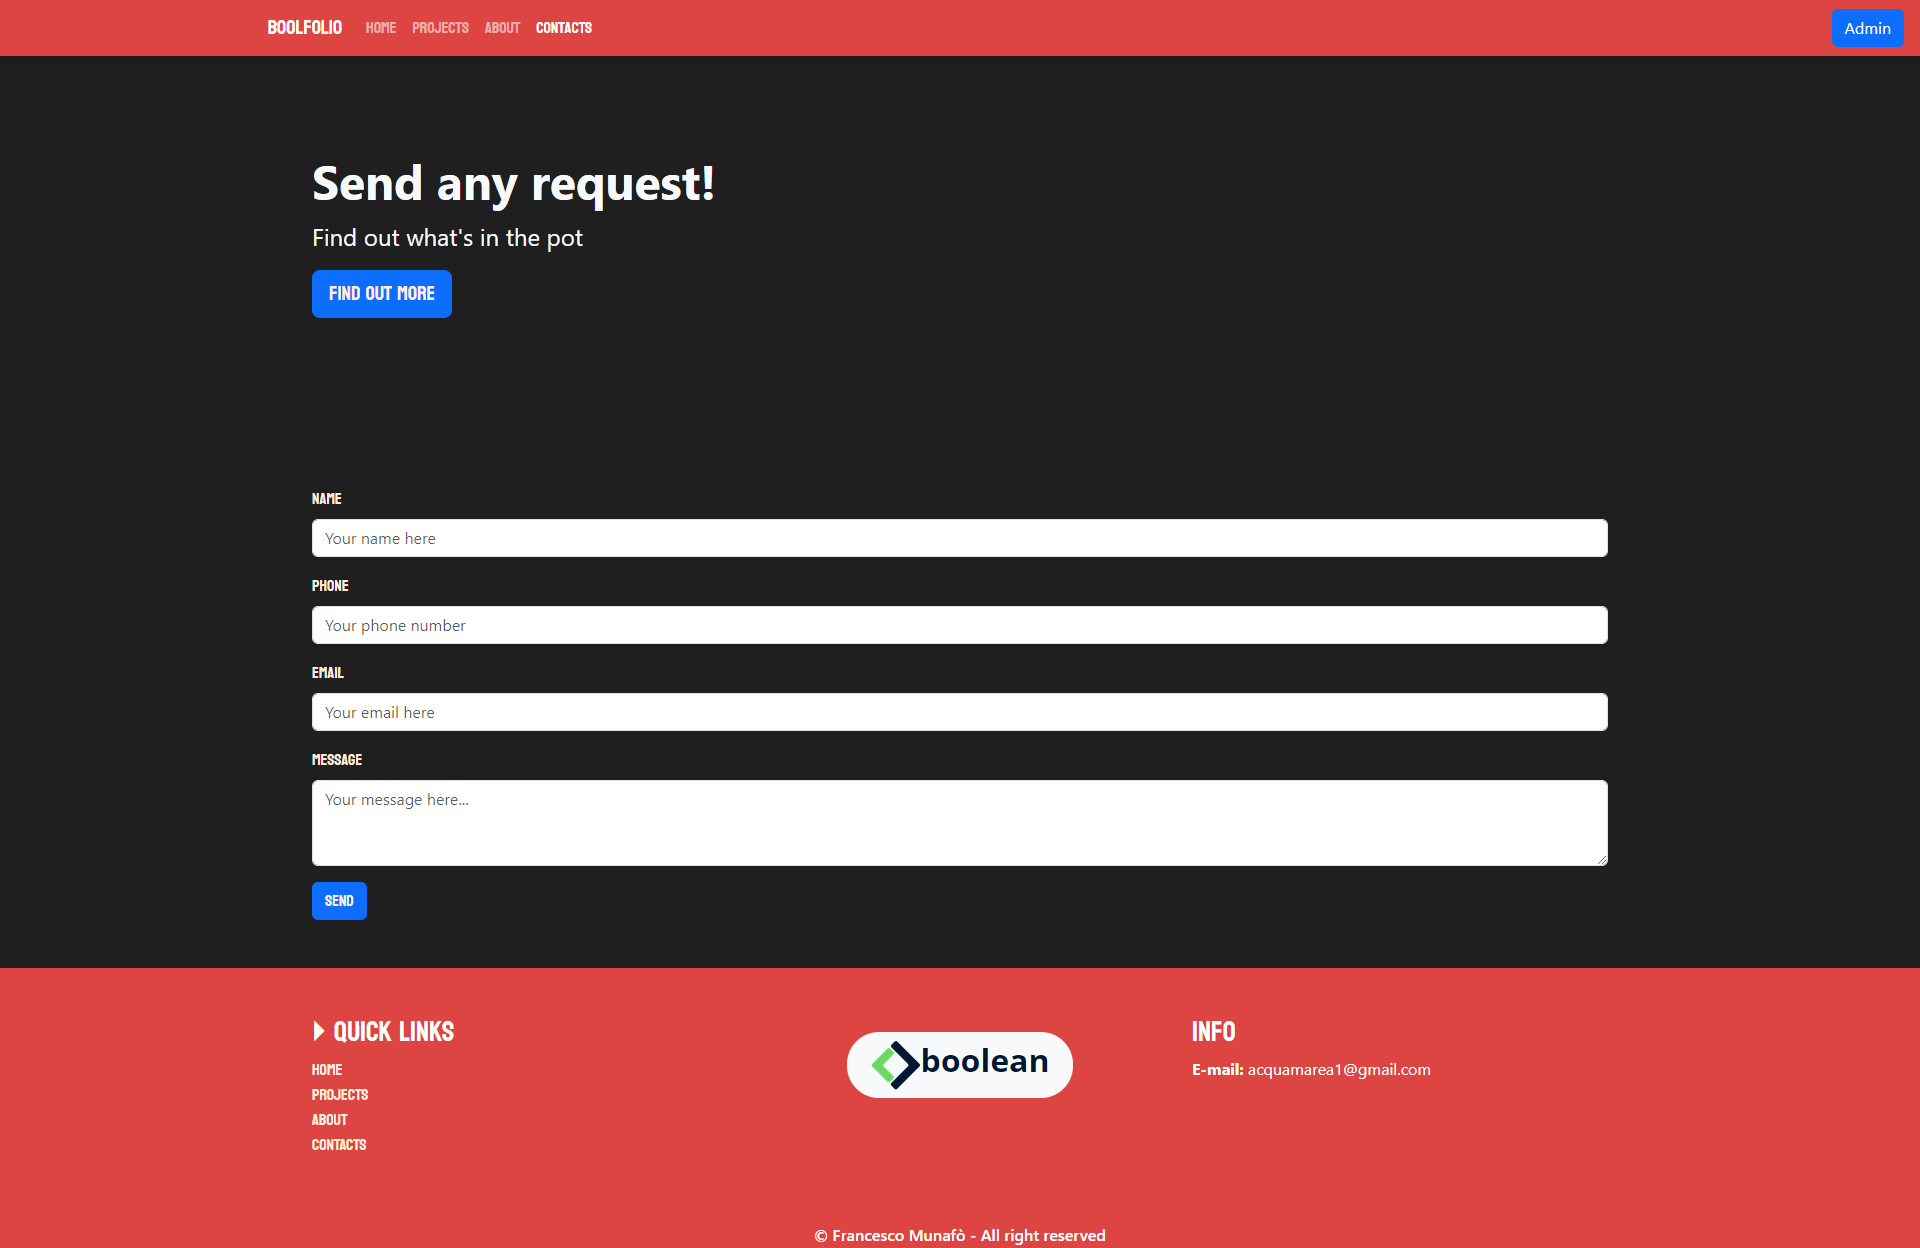 BOOLFOLIO HOME PROJECTS ABOUT CONTACTS Admin
Send any request!
Find out what's in the pot
FIND OUT MORE
NAME
Your name here
PHONE
Your phone number
EMAIL
Your email here
MESSAGE
Your message here...
SEND
QUICK LINKS
HOME
PROJECTS
ABOUT
CONTACTS
boolean
INFO
E-mail: acquamarea1@gmail.com
© Francesco Munafò - All right reserved